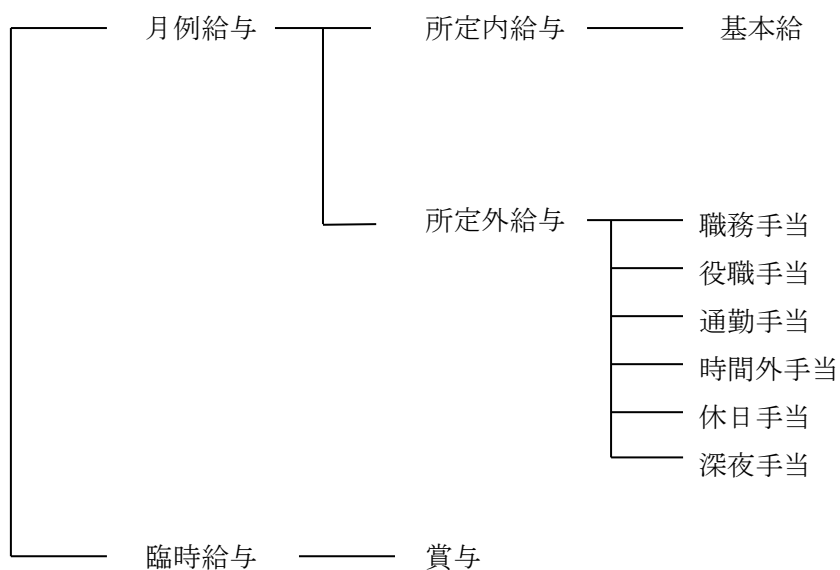 月例給与 所定内給与 基本給
所定外給与 職務手当
役職手当
通勤手当
時間外手当
休日手当
深夜手当
臨時給与 賞与